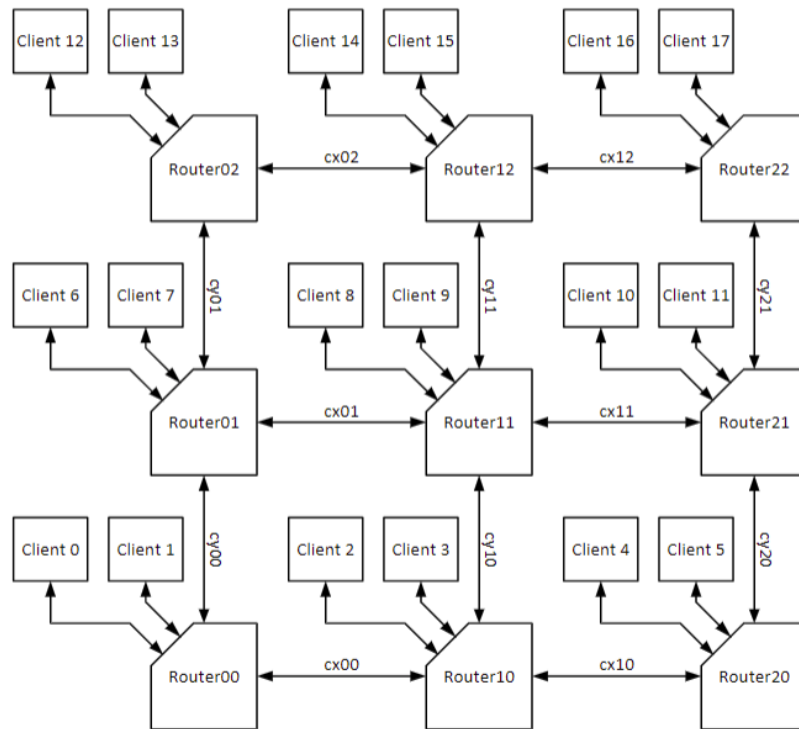 Client 12
Client 13
Client 14
Client 15
Client 16
Client 17
Router02
cx02
Router12
cx12
Router22
cy01
cy11
cy21
Client 6
Client 7
Client 8
Client 9
Client 10
Client 11
Router01
cx01
Router11
cx11
Router21
cy00
cy10
cy20
Client 0
Client 1
Client 2
Client 3
Client 4
Client 5
Router00
cx00
Router10
cx10
Router20